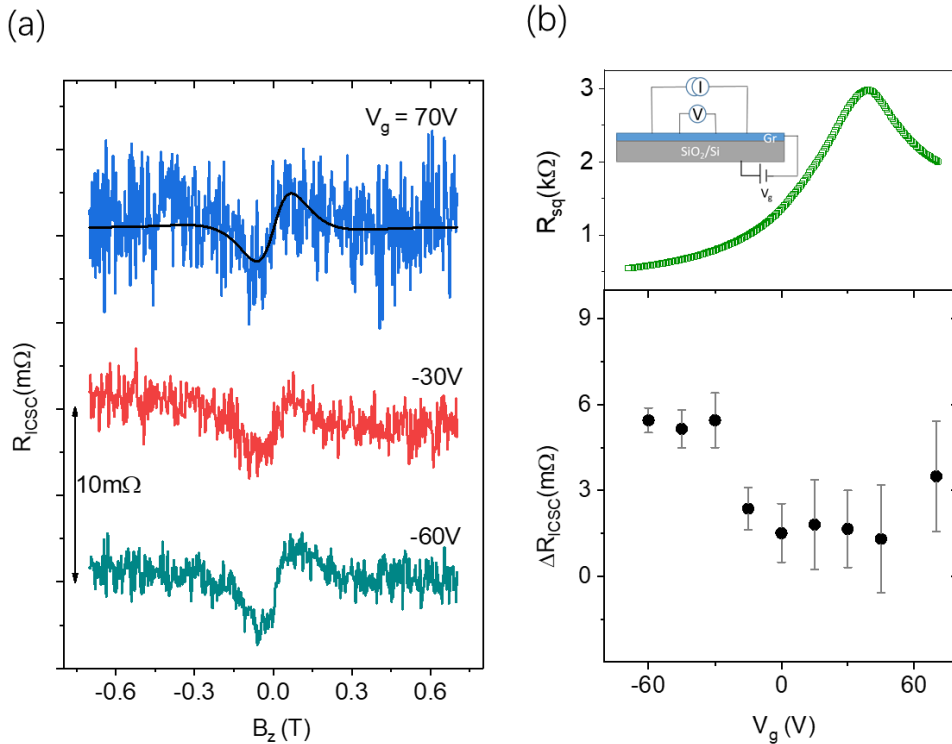 (a)
V_g = 70V
-30V
10mΩ
-60V
R_ICSC(mΩ)
-0.6 -0.3 0.0 0.3 0.6
B_z (T)
(b)
3
2
1
R_sq(kΩ)
I
V
Gr
SiO₂/Si
V_g
9
6
3
0
ΔR_ICSC(mΩ)
-60 0 60
V_g (V)